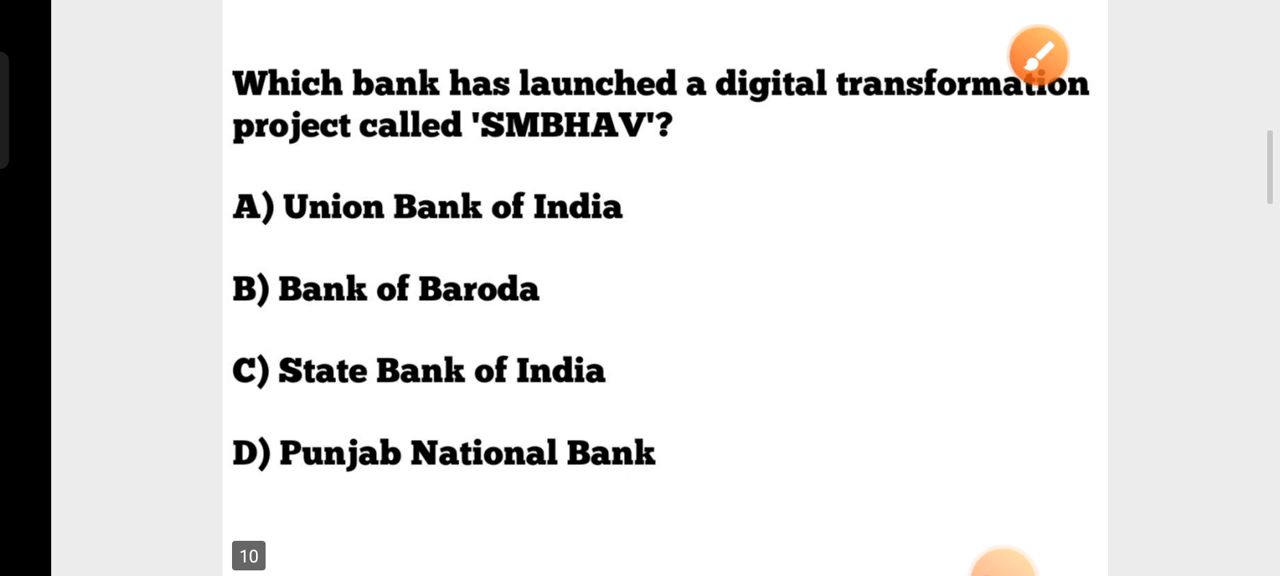 Which bank has launched a digital transformation
project called 'SMBHAV'?
A) Union Bank of India
B) Bank of Baroda
C) State Bank of India
D) Punjab National Bank
10